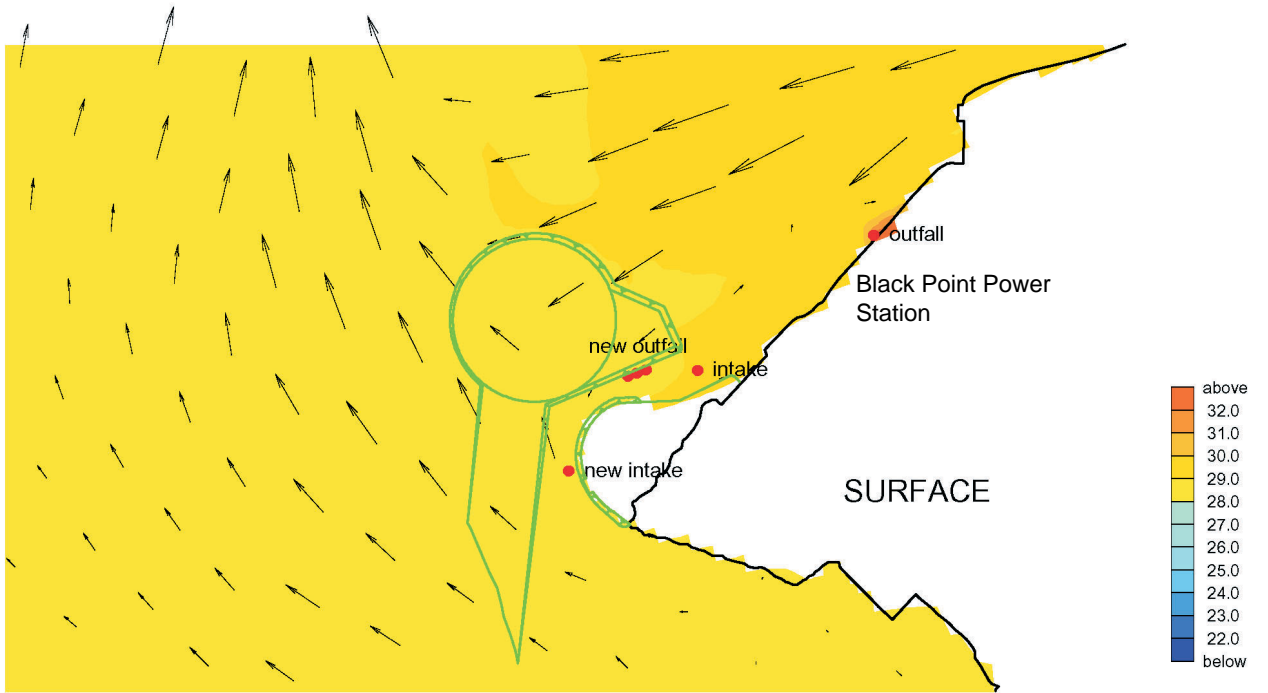 outfall
Black Point Power
Station
new outfall
intake
new intake
SURFACE
above
32.0
31.0
30.0
29.0
28.0
27.0
26.0
25.0
24.0
23.0
22.0
below